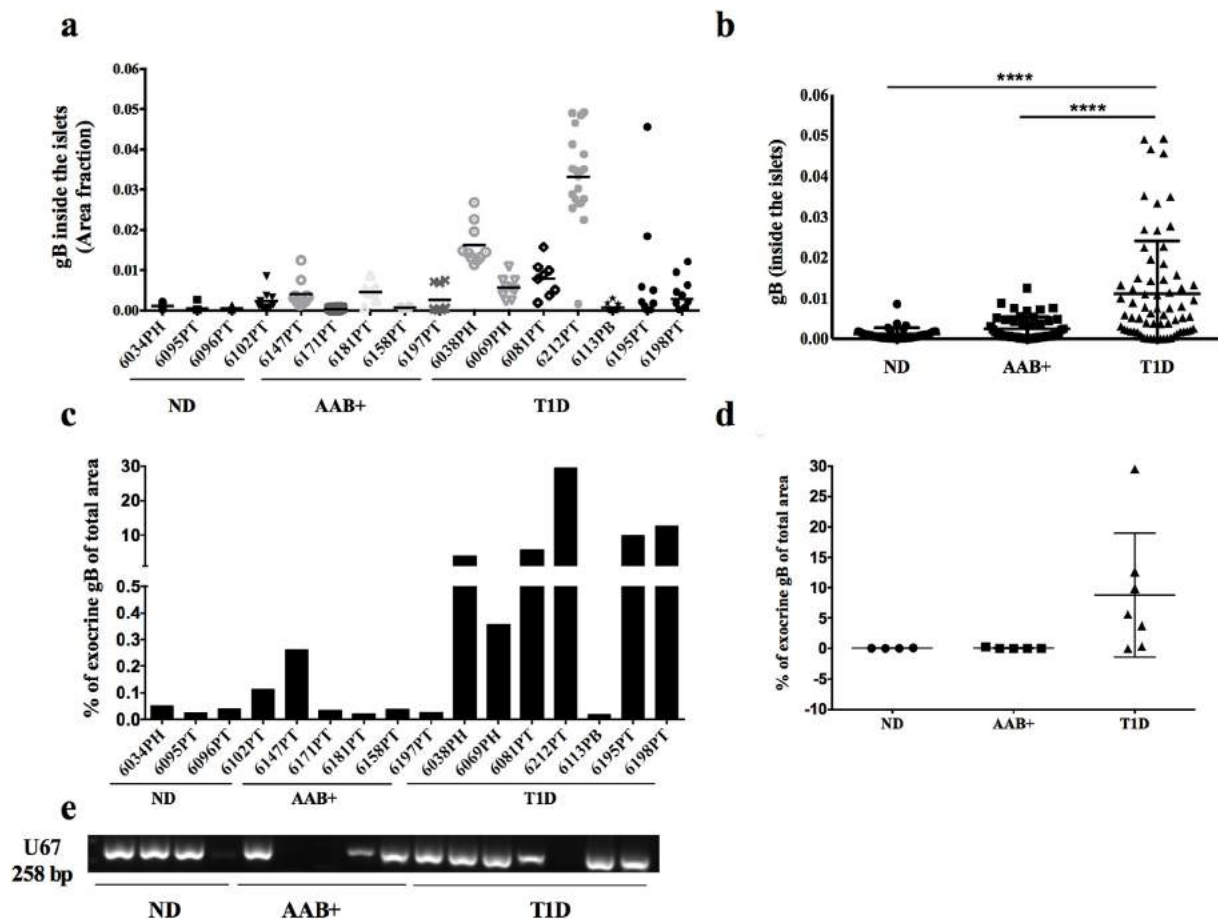 a
gB inside the islets
(Area fraction)
0.06
0.05
0.04
0.03
0.02
0.01
0.00
6034PH
6095PT
6096PT
6102PT
6147PT
6171PT
6181PT
6158PT
6197PT
6038PH
6069PH
6081PT
6212PT
6113PB
6195PT
6198PT
ND AAB+ T1D
b
gB (inside the islets)
0.06
0.05
0.04
0.03
0.02
0.01
0.00
****
****
ND AAB+ T1D
c
% of exocrine gB of total area
30
20
10
0.5
0.4
0.3
0.2
0.1
0.0
6034PH
6095PT
6096PT
6102PT
6147PT
6171PT
6181PT
6158PT
6197PT
6038PH
6069PH
6081PT
6212PT
6113PB
6195PT
6198PT
ND AAB+ T1D
d
% of exocrine gB of total area
30
25
20
15
10
5
0
-5
-10
ND AAB+ T1D
e
U67
258 bp
ND AAB+ T1D